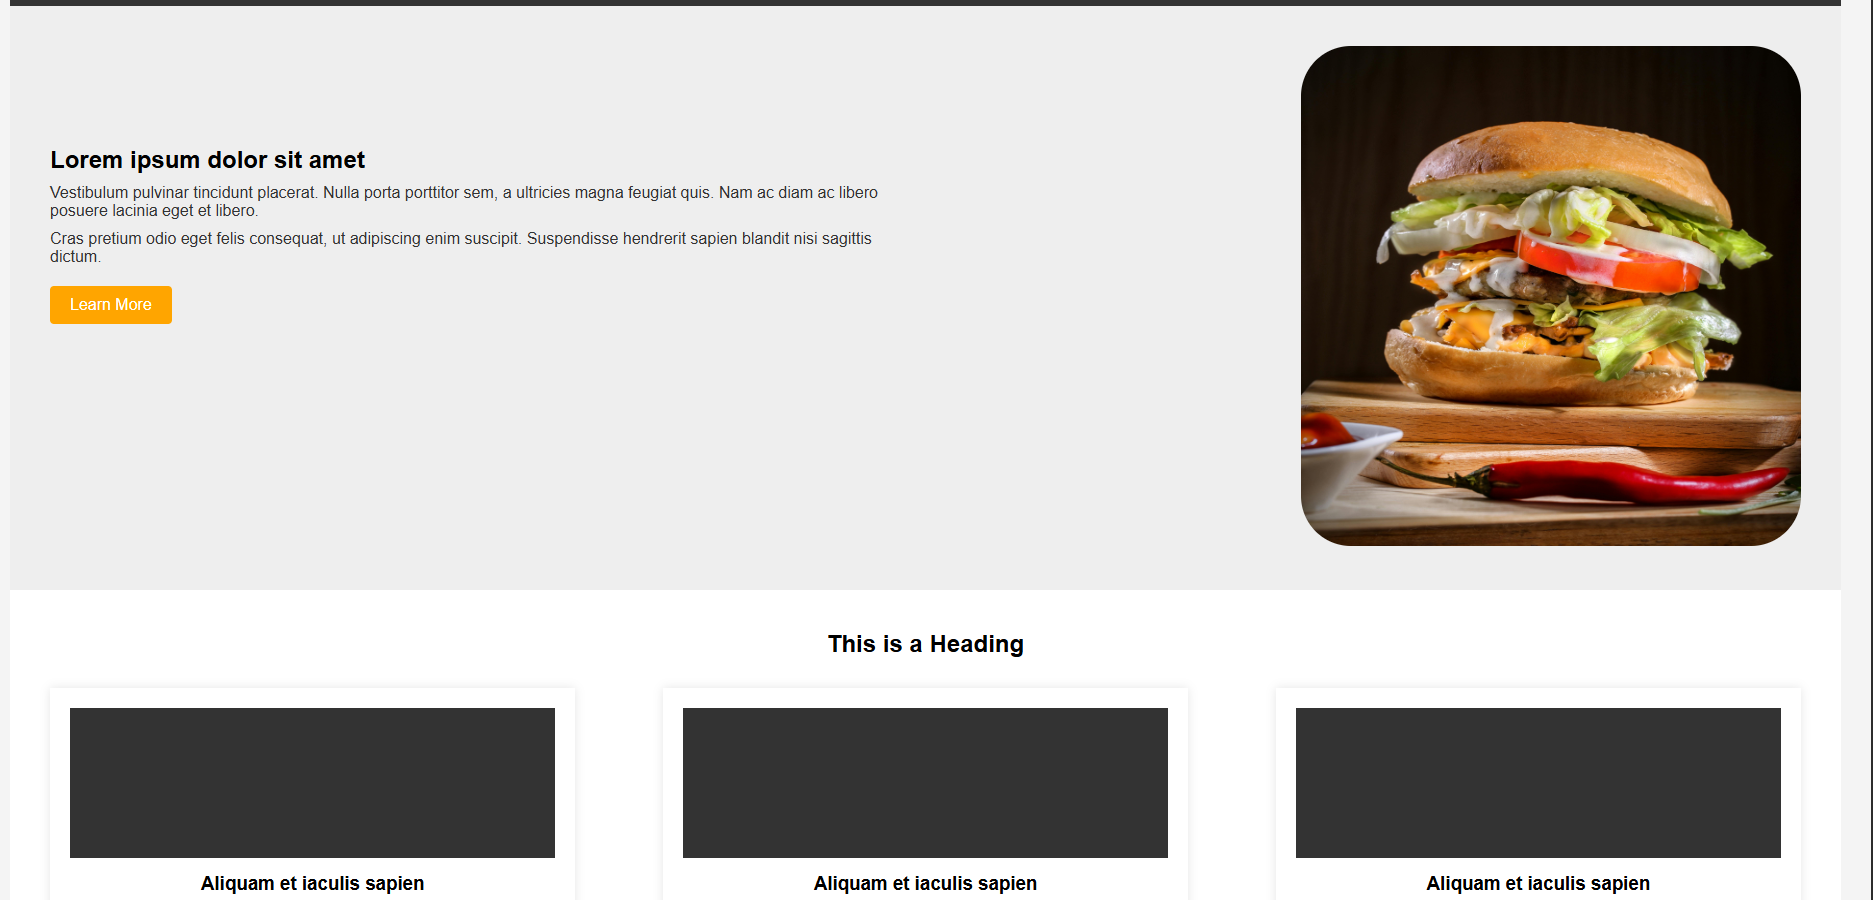 Lorem ipsum dolor sit amet
Vestibulum pulvinar tincidunt placerat. Nulla porta porttitor sem, a ultricies magna feugiat quis. Nam ac diam ac libero
posuere lacinia eget et libero.
Cras pretium odio eget felis consequat, ut adipiscing enim suscipit. Suspendisse hendrerit sapien blandit nisi sagittis
dictum.
Learn More
This is a Heading
Aliquam et iaculis sapien
Aliquam et iaculis sapien
Aliquam et iaculis sapien